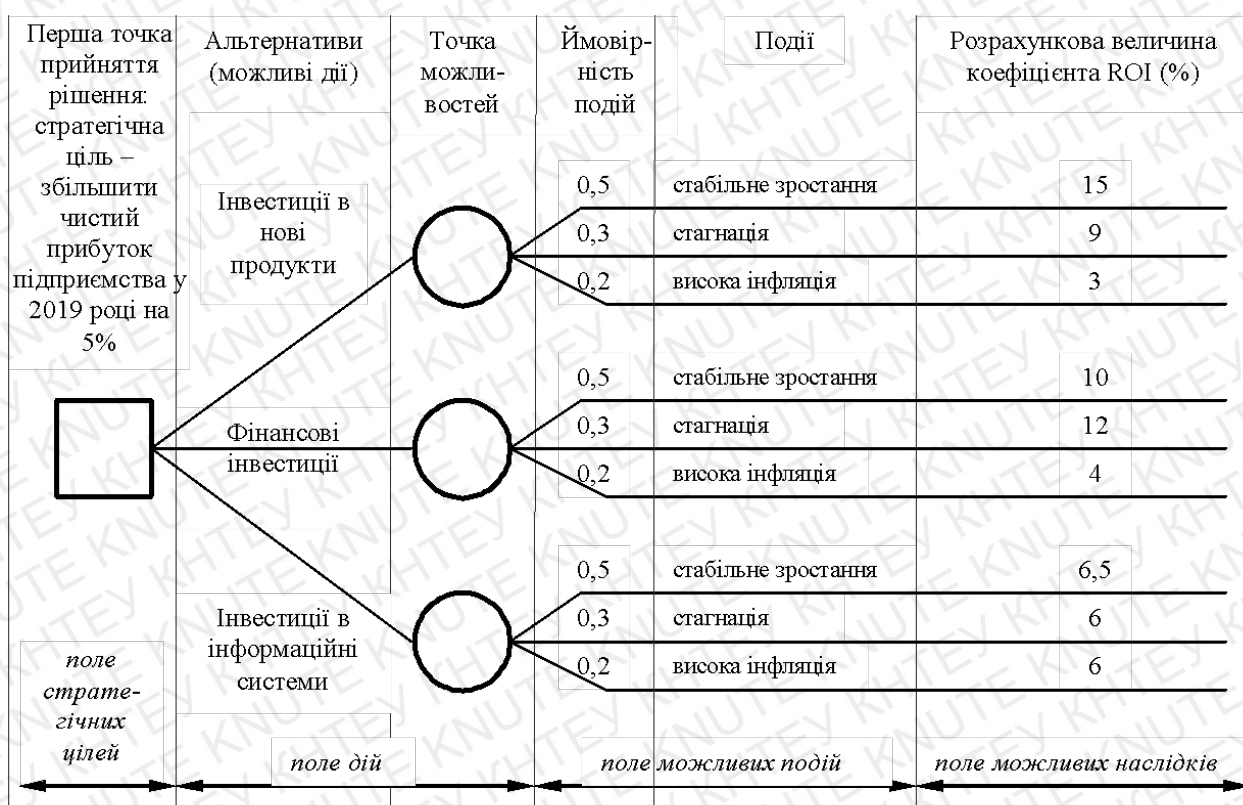 Перша точка
прийняття
рішення:
стратегічна
ціль –
збільшити
чистий
прибуток
підприємства у
2019 році на
5%
Альтернативи
(можливі дії)
Точка
можли-
востей
Ймовір-
ність
подій
Події
Розрахункова величина
коефіцієнта ROI (%)
Інвестиції в
нові
продукти
0,5 стабільне зростання 15
0,3 стагнація 9
0,2 висока інфляція 3
Фінансові
інвестиції
0,5 стабільне зростання 10
0,3 стагнація 12
0,2 висока інфляція 4
Інвестиції в
інформаційні
системи
0,5 стабільне зростання 6,5
0,3 стагнація 6
0,2 висока інфляція 6
поле
страте-
гічних
цілей
поле дій
поле можливих подій
поле можливих наслідків